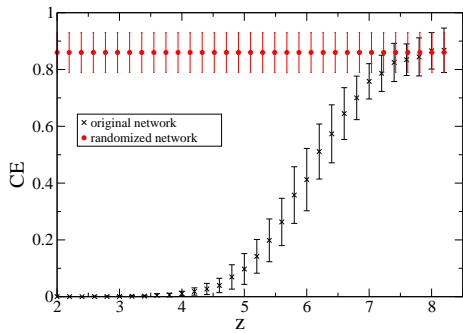 1
0.8
0.6
0.4
0.2
0
CE
× original network
● randomized network
2 3 4 5 6 7 8
z